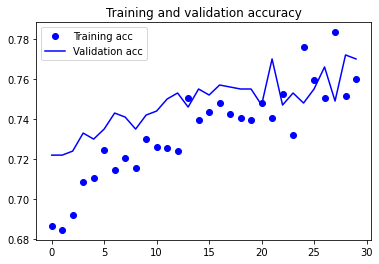 Training and validation accuracy
Training acc
Validation acc
0.78
0.76
0.74
0.72
0.70
0.68
0 5 10 15 20 25 30